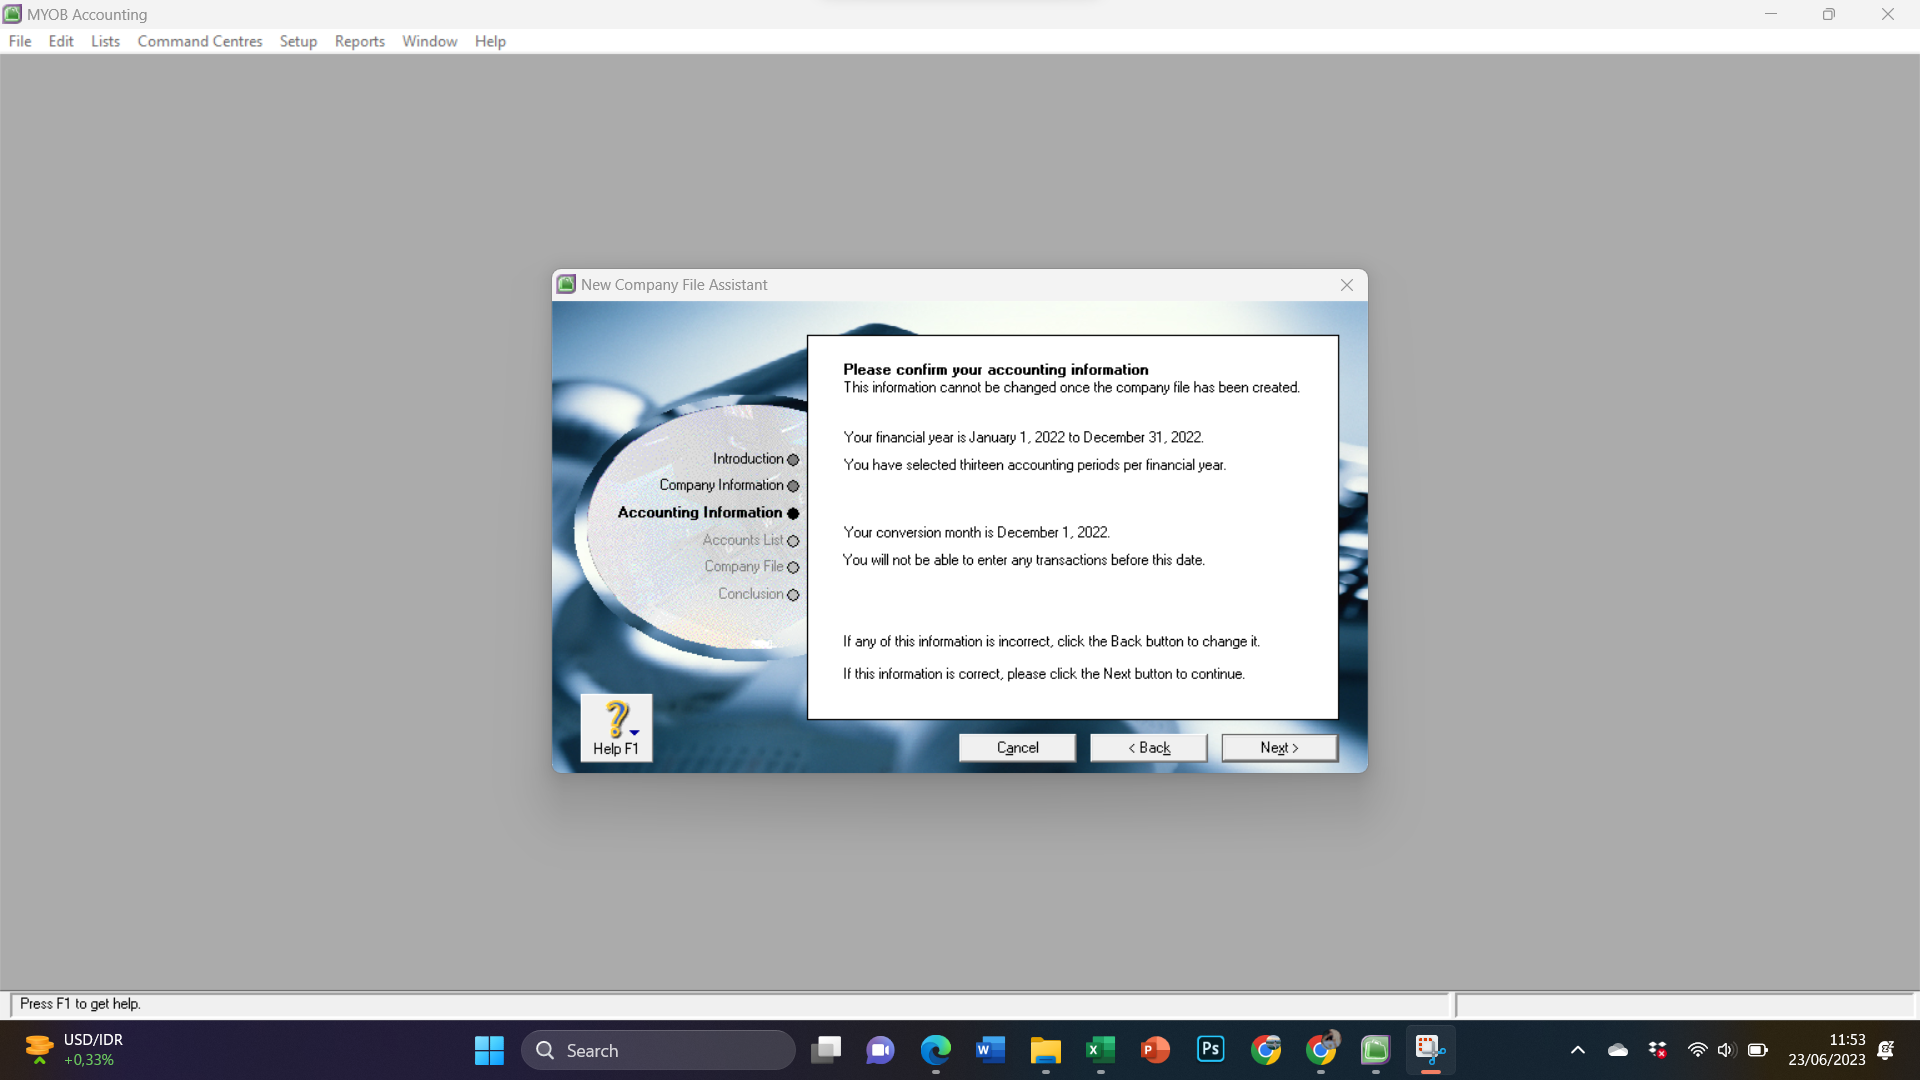 MYOB Accounting
File Edit Lists Command Centres Setup Reports Window Help
New Company File Assistant
Please confirm your accounting information
This information cannot be changed once the company file has been created.
Your financial year is January 1, 2022 to December 31, 2022.
You have selected thirteen accounting periods per financial year.
Your conversion month is December 1, 2022.
You will not be able to enter any transactions before this date.
If any of this information is incorrect, click the Back button to change it.
If this information is correct, please click the Next button to continue.
Introduction
Company Information
Accounting Information
Accounts List
Company File
Conclusion
Help F1
Cancel
< Back
Next >
Press F1 to get help.
USD/IDR
+0,33%
Search
W
X
P
Ps
11:53
23/06/2023